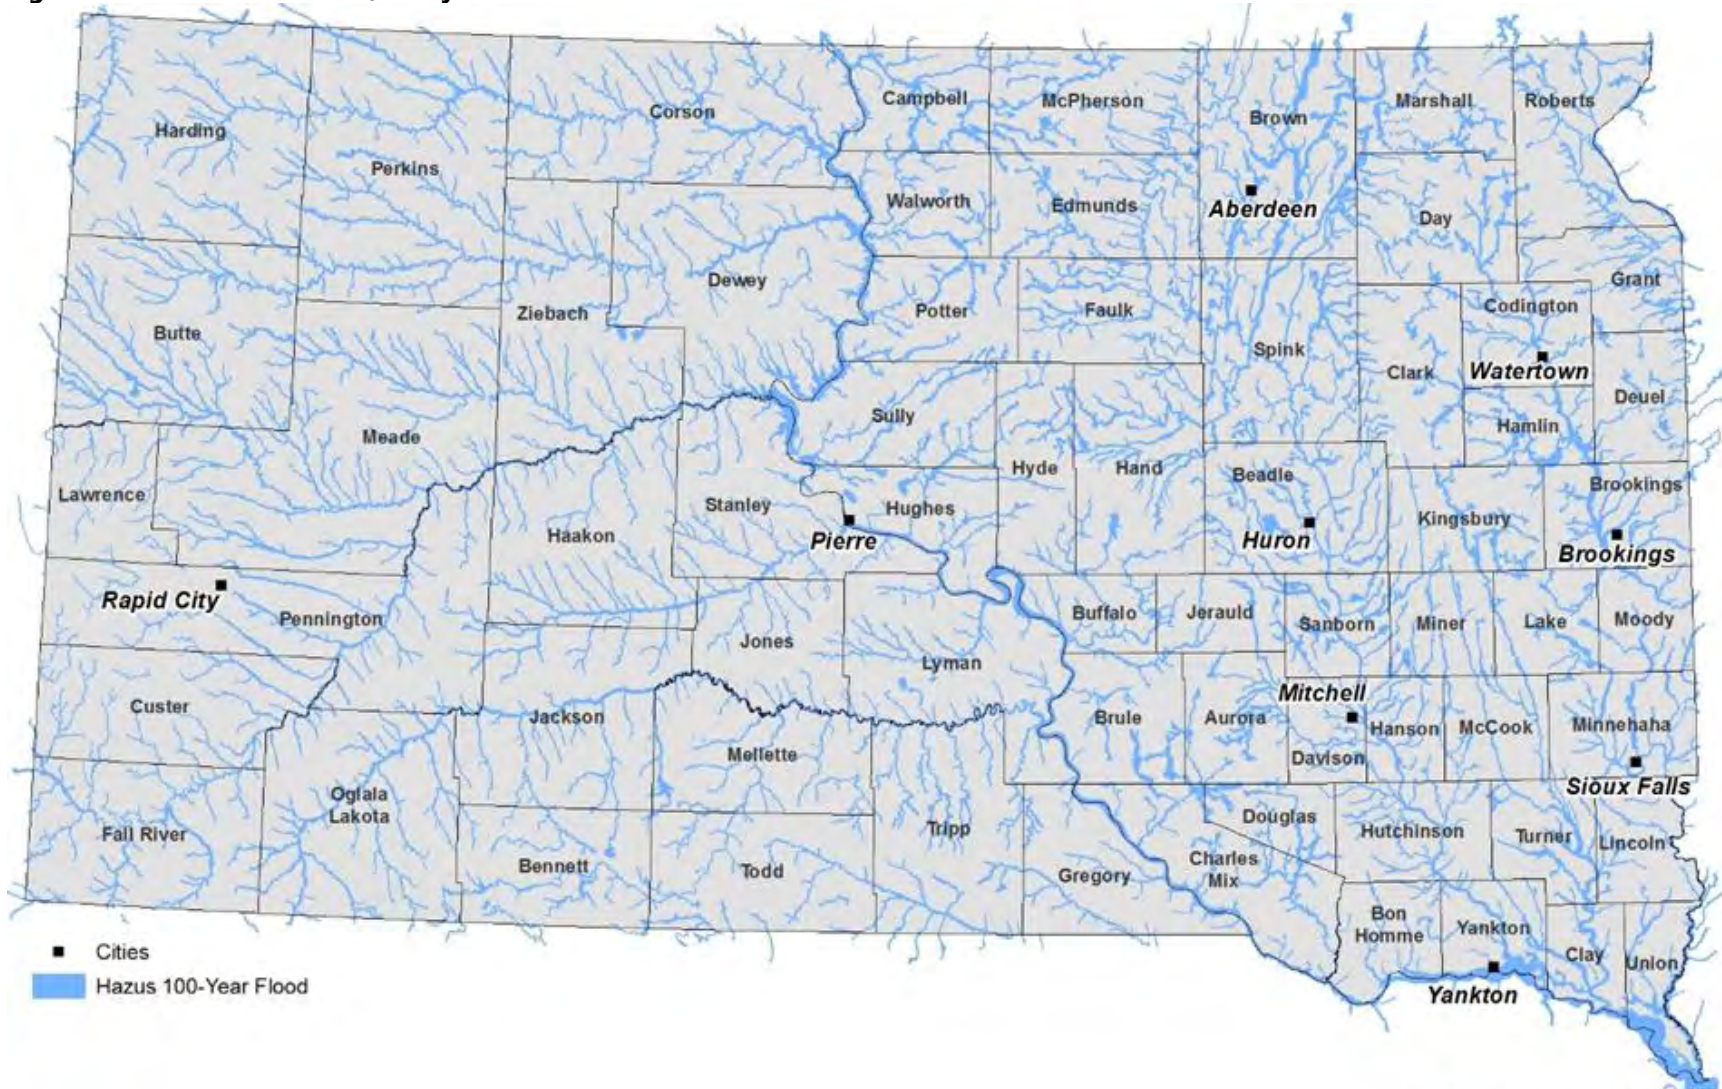 Harding
Perkins
Corson
Campbell
McPherson
Brown
Marshall
Roberts
Walworth
Edmunds
Aberdeen
Day
Butte
Ziebach
Dewey
Potter
Faulk
Spink
Grant
Codington
Clark
Watertown
Deuel
Hamlin
Meade
Sully
Lawrence
Haakon
Stanley
Pierre
Hughes
Hyde
Hand
Beadle
Huron
Kingsbury
Brookings
Brookings
Rapid City
Pennington
Jones
Lyman
Buffalo
Jerauld
Sanborn
Miner
Lake
Moody
Custer
Jackson
Mellette
Brule
Aurora
Mitchell
Davison
Hanson
McCook
Minnehaha
Sioux Falls
Fall River
Oglala
Lakota
Bennett
Todd
Tripp
Gregory
Charles
Mix
Douglas
Hutchinson
Turner
Lincoln
Bon
Homme
Yankton
Clay
Union
Yankton
Cities
Hazus 100-Year Flood